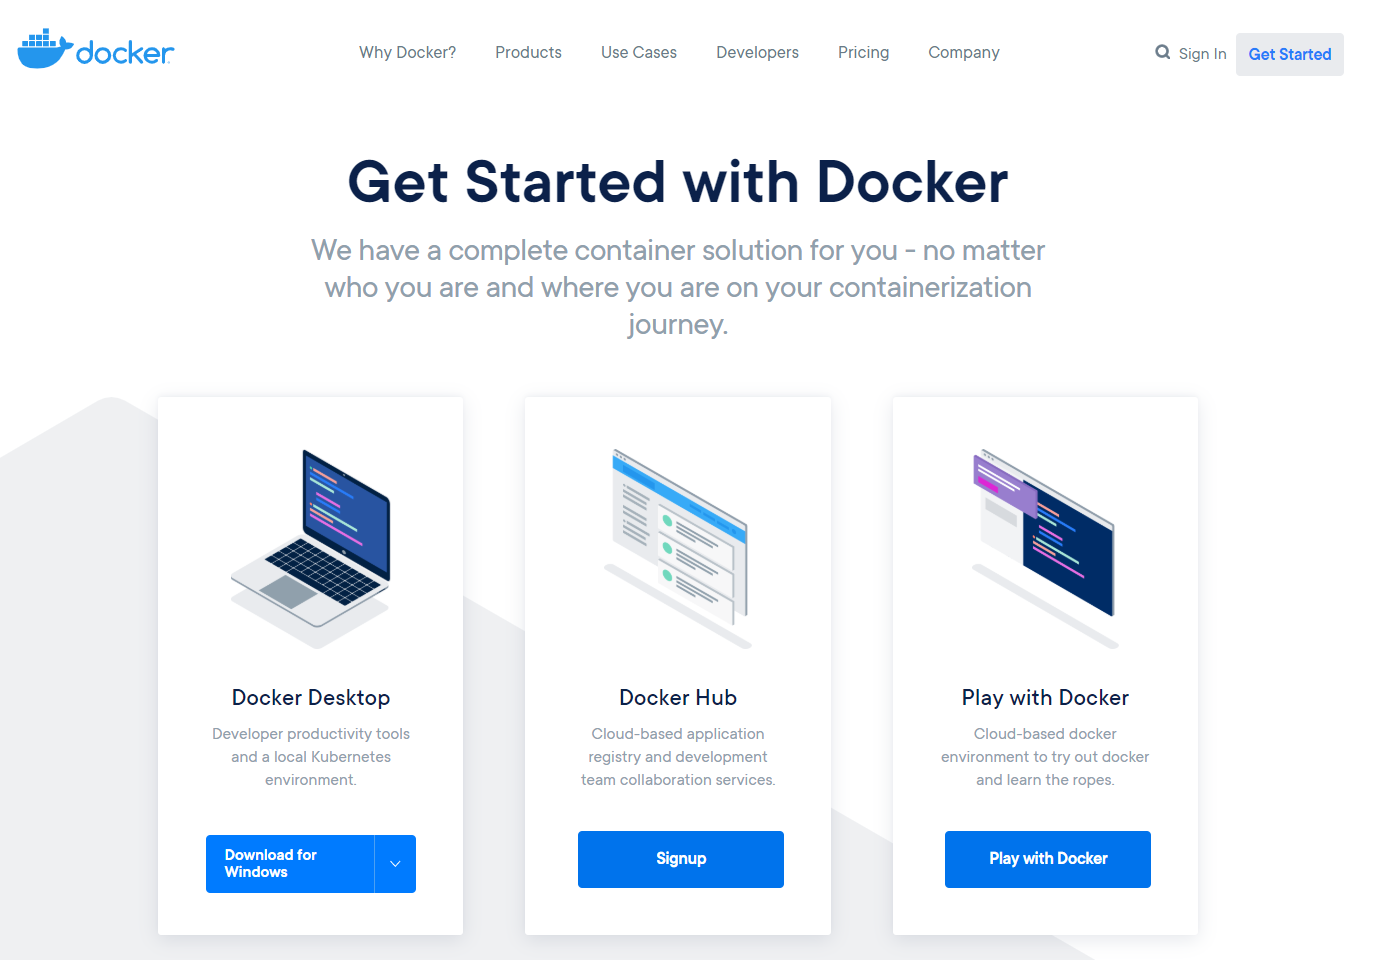 docker
Why Docker?
Products
Use Cases
Developers
Pricing
Company
Sign In
Get Started
Get Started with Docker
We have a complete container solution for you - no matter
who you are and where you are on your containerization
journey.
Docker Desktop
Developer productivity tools
and a local Kubernetes
environment.
Download for
Windows
Docker Hub
Cloud-based application
registry and development
team collaboration services.
Signup
Play with Docker
Cloud-based docker
environment to try out docker
and learn the ropes.
Play with Docker